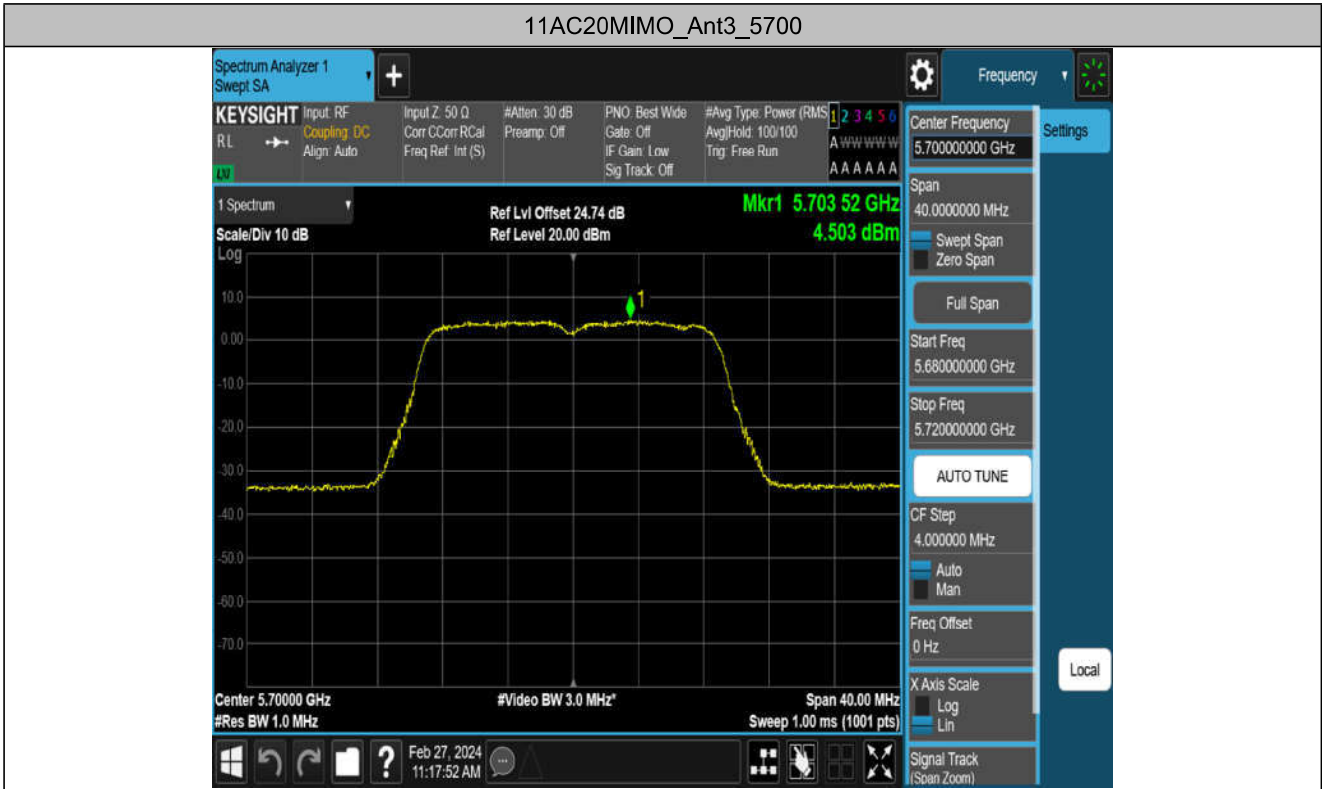 11AC20MIMO_Ant3_5700
Spectrum Analyzer 1
Swept SA
+
Frequency
KEYSIGHT
RL
LXI
Input: RF
Coupling: DC
Align: Auto
Input Z: 50 Ω
Corr CCorr RCal
Freq Ref: Int (S)
#Atten: 30 dB
Preamp: Off
PNO: Best Wide
Gate: Off
IF Gain: Low
Sig Track: Off
#Avg Type: Power (RMS
Avg|Hold: 100/100
Trig: Free Run
1 2 3 4 5 6
A W W W W W
A A A A A A
1 Spectrum
Scale/Div 10 dB
Ref Lvl Offset 24.74 dB
Ref Level 20.00 dBm
Mkr1 5.703 52 GHz
4.503 dBm
Log
10.0
0.00
-10.0
-20.0
-30.0
-40.0
-50.0
-60.0
-70.0
1
Center 5.70000 GHz
#Res BW 1.0 MHz
#Video BW 3.0 MHz*
Span 40.00 MHz
Sweep 1.00 ms (1001 pts)
Feb 27, 2024
11:17:52 AM
?
Center Frequency
5.700000000 GHz
Settings
Span
40.0000000 MHz
Swept Span
Zero Span
Full Span
Start Freq
5.680000000 GHz
Stop Freq
5.720000000 GHz
AUTO TUNE
CF Step
4.000000 MHz
Auto
Man
Freq Offset
0 Hz
Local
X Axis Scale
Log
Lin
Signal Track
(Span Zoom)